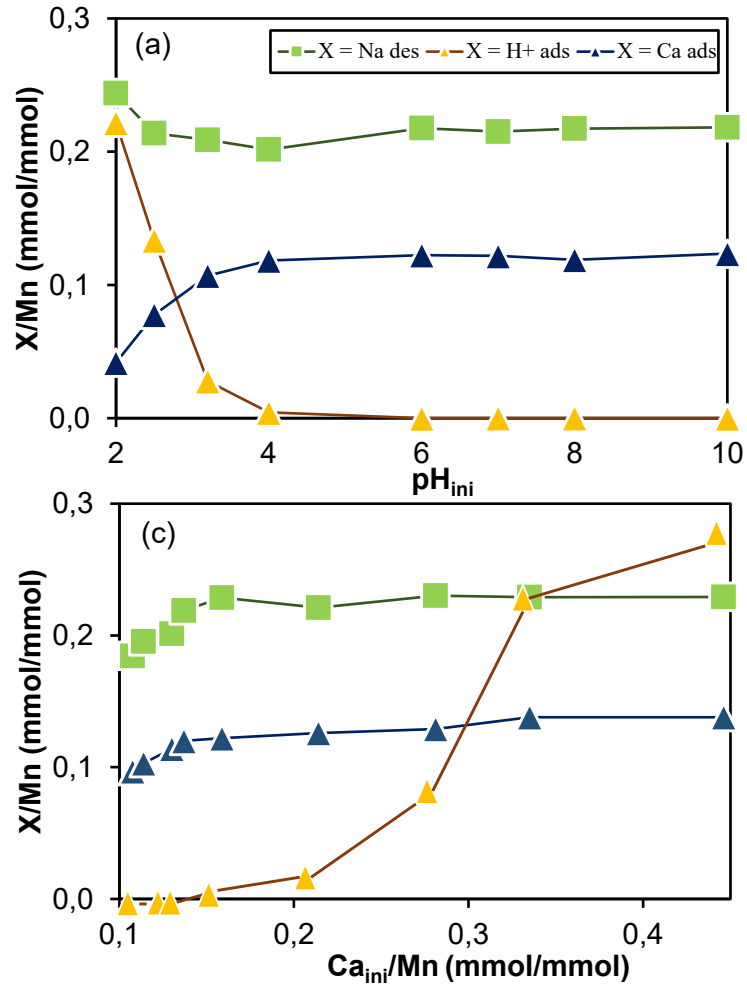 0,3
(a)
X = Na des X = H+ ads X = Ca ads
0,2
0,1
0,0
X/Mn (mmol/mmol)
2 4 6 8 10
pHini
0,3
(c)
0,2
0,1
0,0
X/Mn (mmol/mmol)
0,1 0,2 0,3 0,4
Caini/Mn (mmol/mmol)